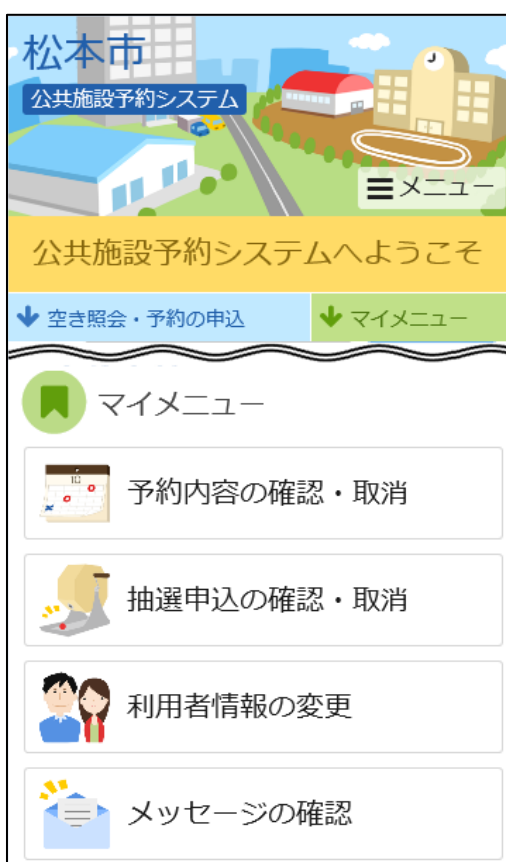 松本市
公共施設予約システム
メニュー
公共施設予約システムへようこそ
空き照会・予約の申込
マイメニュー
マイメニュー
10
予約内容の確認・取消
抽選申込の確認・取消
利用者情報の変更
メッセージの確認